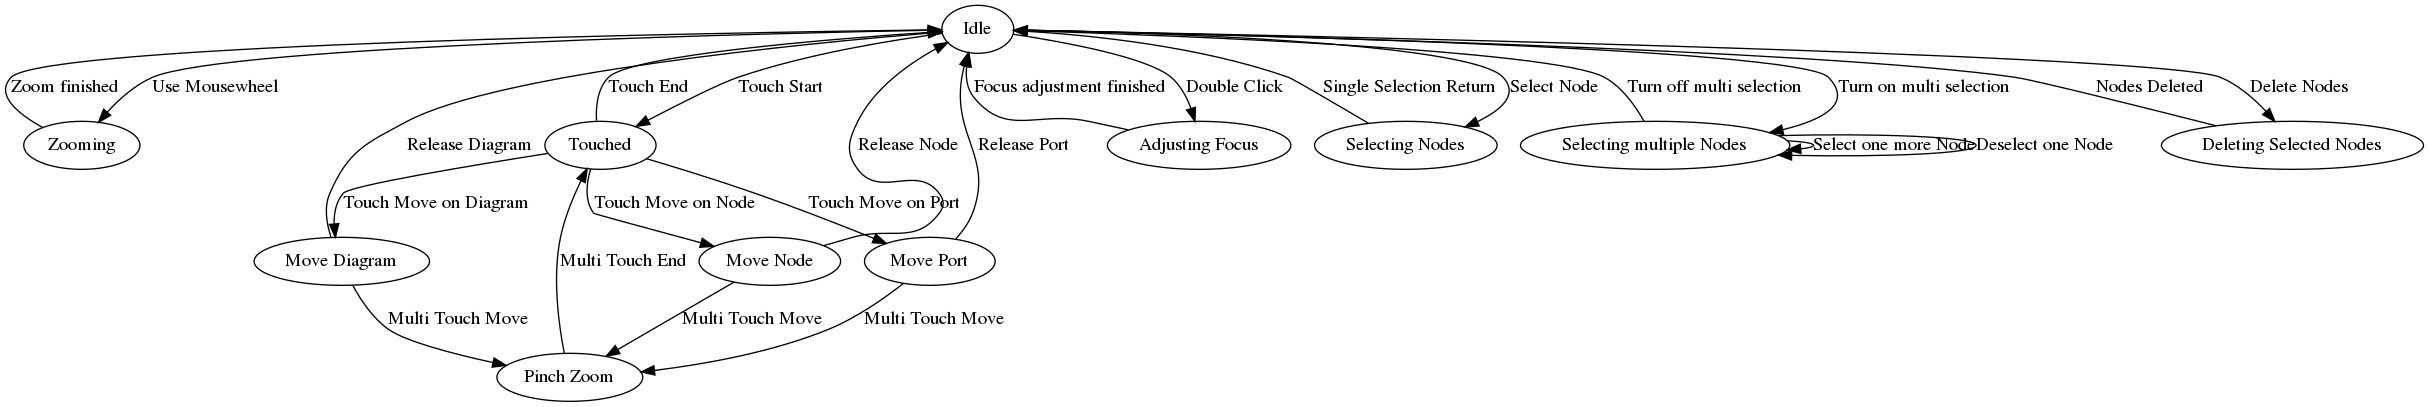 Idle
Zoom finished
Use Mousewheel
Touch End
Touch Start
Focus adjustment finished
Double Click
Single Selection Return
Select Node
Turn off multi selection
Turn on multi selection
Nodes Deleted
Delete Nodes
Zooming
Release Diagram
Touched
Release Node
Release Port
Adjusting Focus
Selecting Nodes
Selecting multiple Nodes
Select one more Node
Deselect one Node
Deleting Selected Nodes
Touch Move on Diagram
Touch Move on Node
Touch Move on Port
Move Diagram
Multi Touch End
Move Node
Move Port
Multi Touch Move
Multi Touch Move
Multi Touch Move
Pinch Zoom